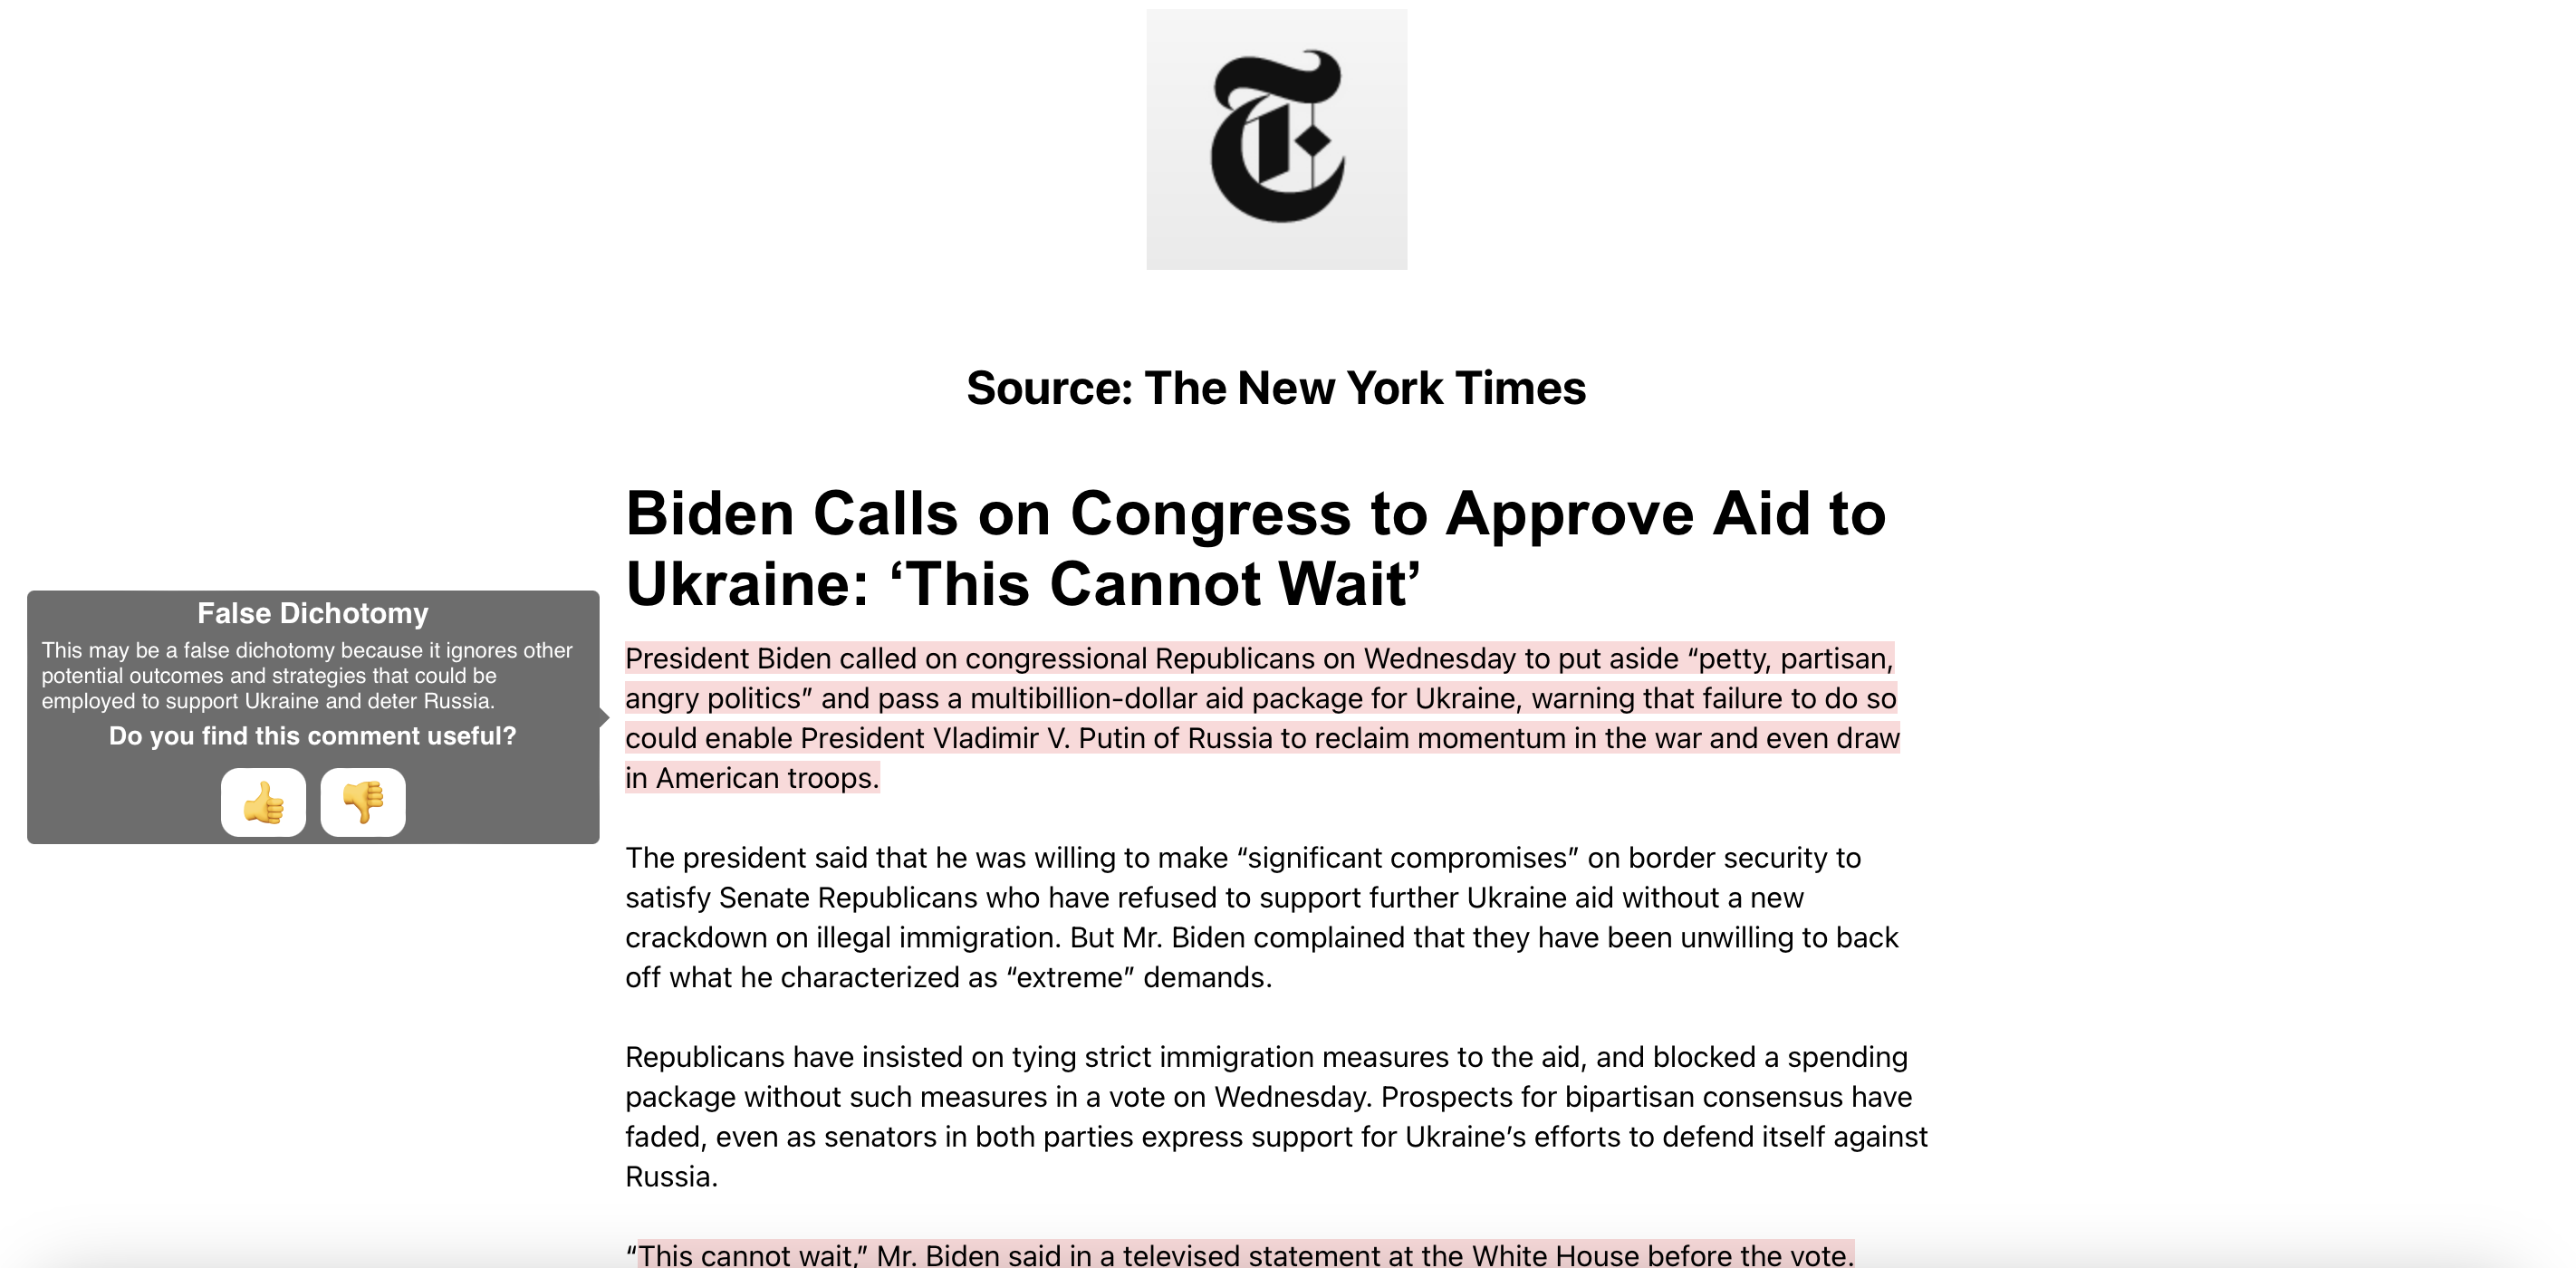 Source: The New York Times
Biden Calls on Congress to Approve Aid to
Ukraine: ‘This Cannot Wait’
False Dichotomy
This may be a false dichotomy because it ignores other
potential outcomes and strategies that could be
employed to support Ukraine and deter Russia.
Do you find this comment useful?
President Biden called on congressional Republicans on Wednesday to put aside “petty, partisan,
angry politics” and pass a multibillion-dollar aid package for Ukraine, warning that failure to do so
could enable President Vladimir V. Putin of Russia to reclaim momentum in the war and even draw
in American troops.
The president said that he was willing to make “significant compromises” on border security to
satisfy Senate Republicans who have refused to support further Ukraine aid without a new
crackdown on illegal immigration. But Mr. Biden complained that they have been unwilling to back
off what he characterized as “extreme” demands.
Republicans have insisted on tying strict immigration measures to the aid, and blocked a spending
package without such measures in a vote on Wednesday. Prospects for bipartisan consensus have
faded, even as senators in both parties express support for Ukraine’s efforts to defend itself against
Russia.
“This cannot wait,” Mr. Biden said in a televised statement at the White House before the vote.